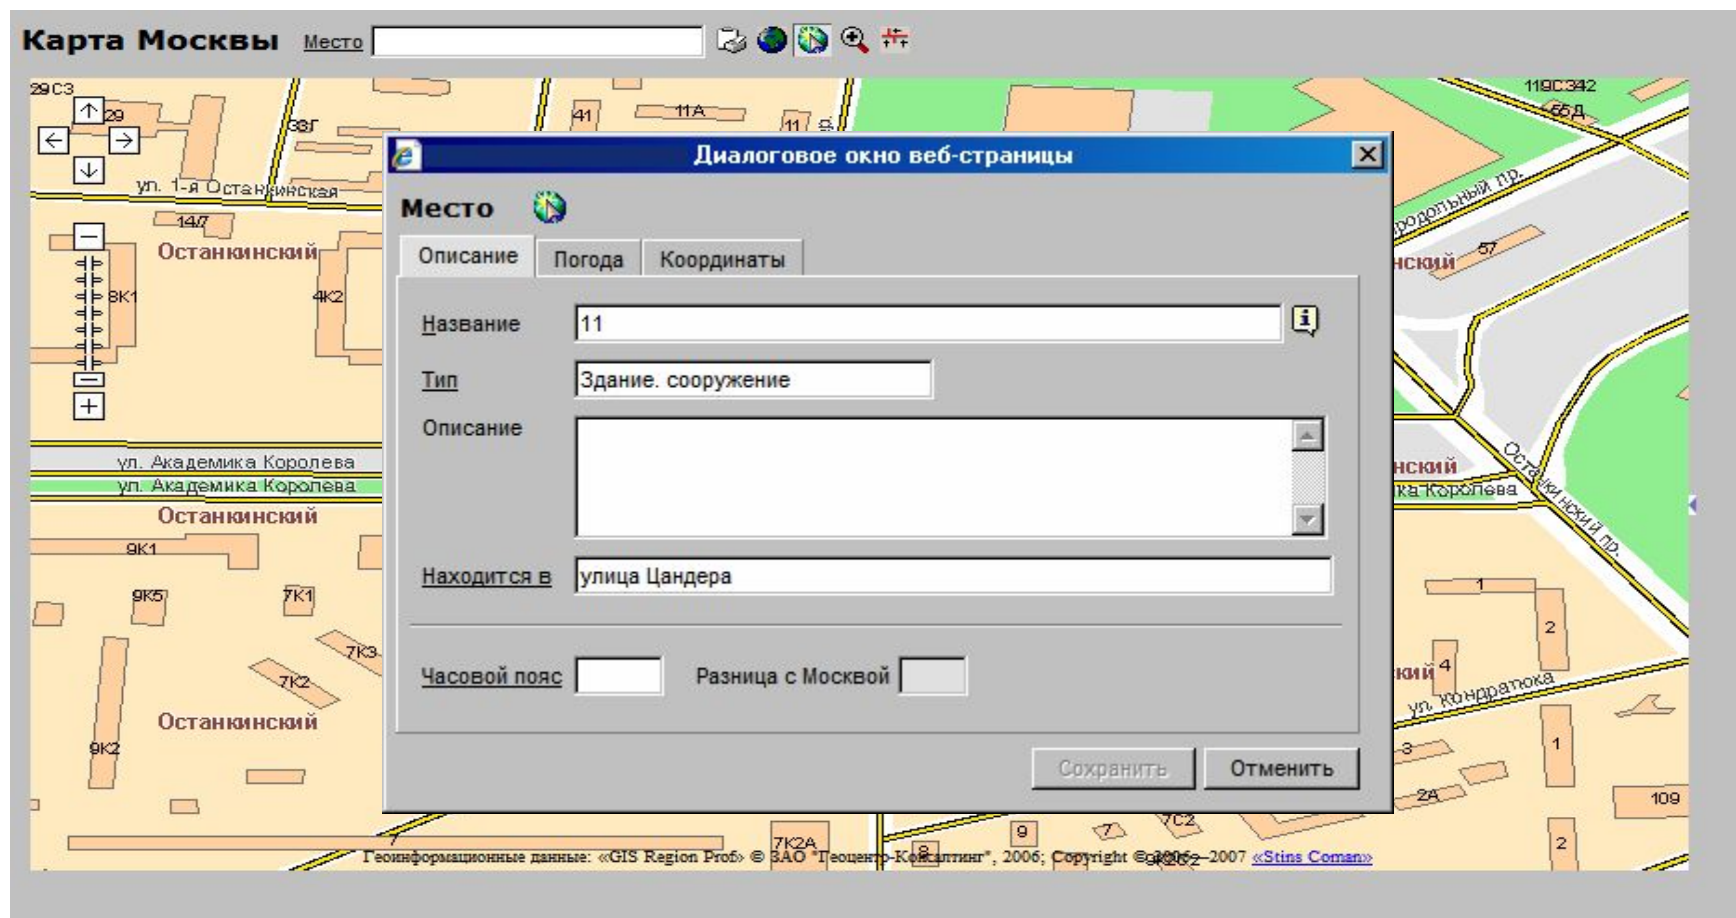 Карта Москвы Место
29С3
29
33Г
41
11А
11
119С342
55Д
ул. 1-я Останкинская
14/7
Останкинский
8К1
4К2
ул. Академика Королева
ул. Академика Королева
Останкинский
9К1
9К5
7К1
7К3
7К2
Останкинский
9К2
Диалоговое окно веб-страницы
Место
Описание Погода Координаты
Название 11
Тип Здание. сооружение
Описание
Находится в улица Цандера
Часовой пояс Разница с Москвой
Сохранить Отменить
57
Останкинский пр.
1
2
4
ул. Кондратюка
3
1
2А
109
7
7К2А
9
7
7С2
8
2
Геоинформационные данные: «GIS Region Prof» © ЗАО "Геоцентр-Консалтинг", 2006; Copyright © 2006-2007 «Stins Coman»